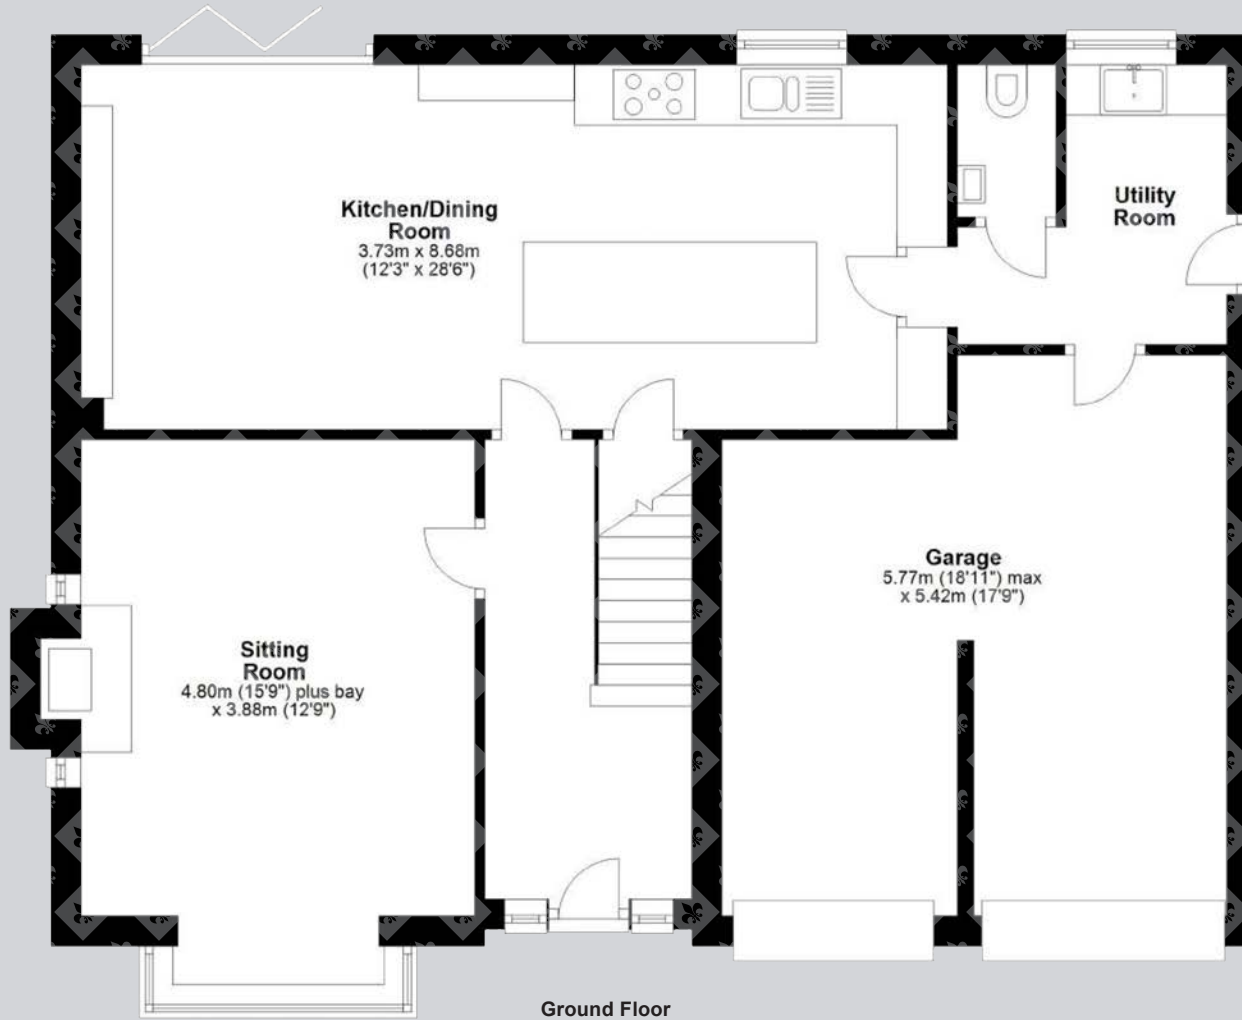 Kitchen/Dining
Room
3.73m x 8.68m
(12'3" x 28'6")
Utility
Room
Garage
5.77m (18'11") max
x 5.42m (17'9")
Sitting
Room
4.80m (15'9") plus bay
x 3.88m (12'9")
Ground Floor